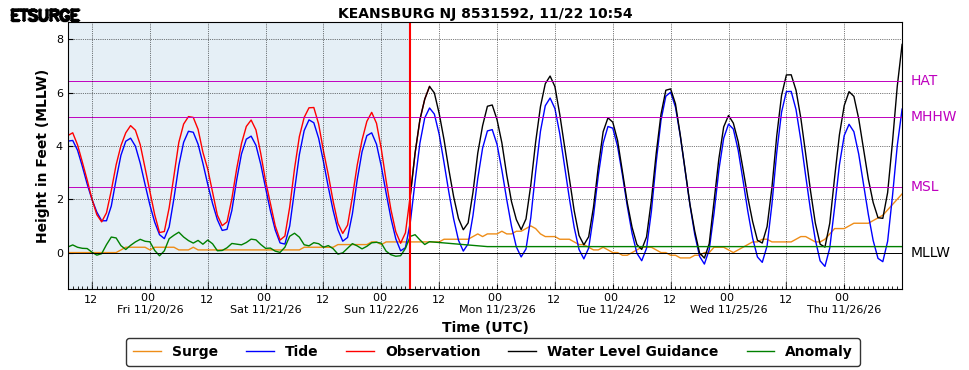 ETSURGE
KEANSBURG NJ 8531592, 11/22 10:54
Height in Feet (MLLW)
8
6
4
2
0
HAT
MHHW
MSL
MLLW
12 00 12 00 12 00 12 00 12 00 12 00 12 00
Fri 11/20/26 Sat 11/21/26 Sun 11/22/26 Mon 11/23/26 Tue 11/24/26 Wed 11/25/26 Thu 11/26/26
Time (UTC)
Surge Tide Observation Water Level Guidance Anomaly